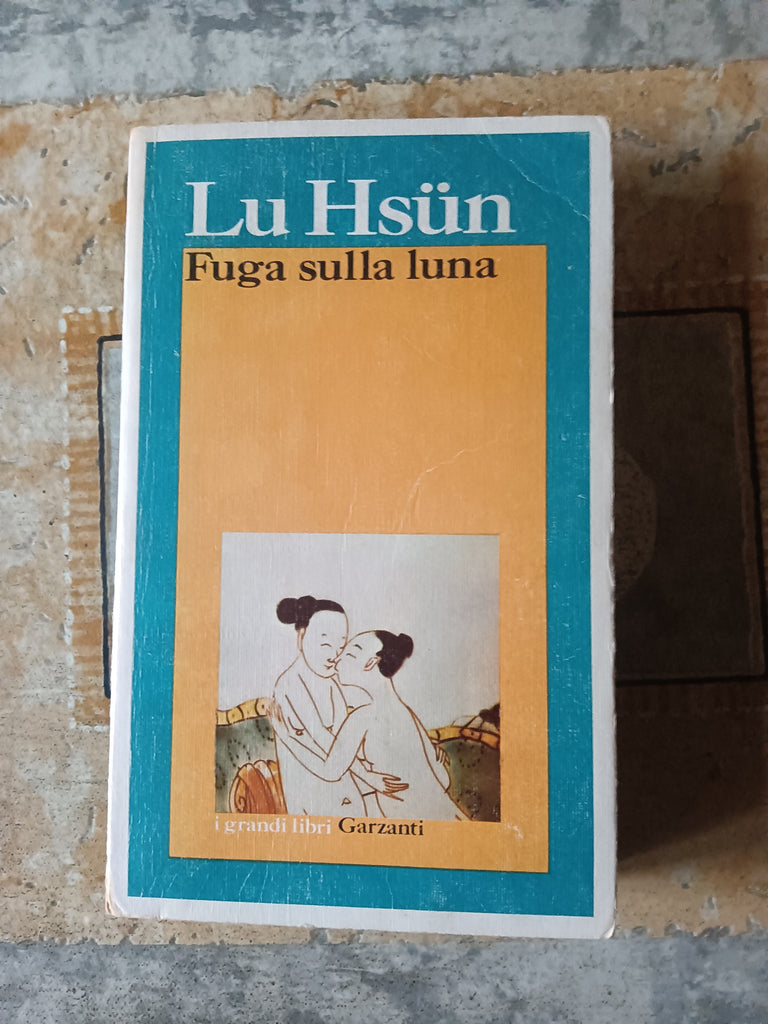 Lu Hsün
Fuga sulla luna
i grandi libri Garzanti